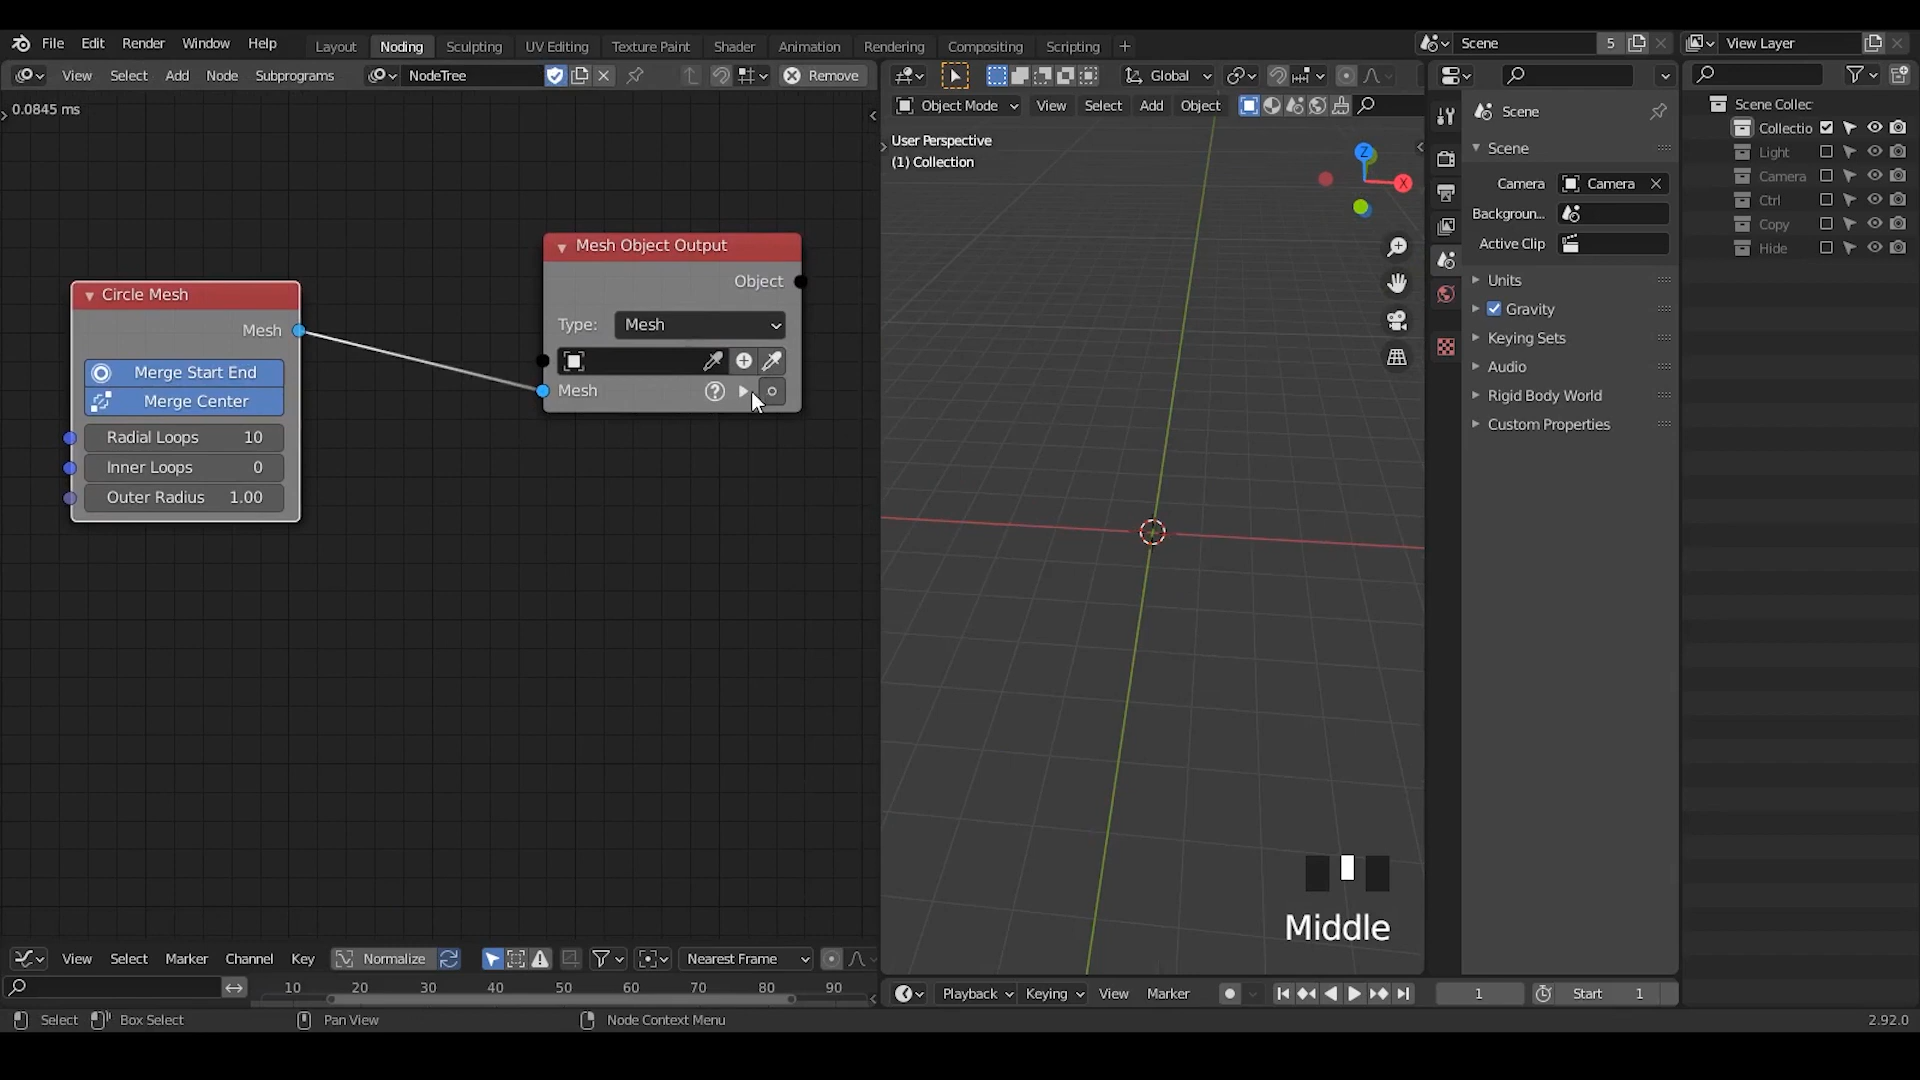 File Edit Render Window Help Layout Noding Sculpting UV Editing Texture Paint Shader Animation Rendering Compositing Scripting + Scene 5 View Layer
View Select Add Node Subprograms NodeTree Remove Global
0.0845 ms
Object Mode View Select Add Object
User Perspective
(1) Collection
Z
X
Circle Mesh
Mesh
Merge Start End
Merge Center
Radial Loops 10
Inner Loops 0
Outer Radius 1.00
Mesh Object Output
Object
Type: Mesh
Mesh
Middle
Scene
Scene
Camera Camera
Backgroun...
Active Clip
Units
Gravity
Keying Sets
Audio
Rigid Body World
Custom Properties
Scene Collec
Collectio
Light
Camera
Ctrl
Copy
Hide
View Select Marker Channel Key Normalize Nearest Frame
10 20 30 40 50 60 70 80 90
Playback Keying View Marker 1 Start 1
Select Box Select Pan View Node Context Menu 2.92.0